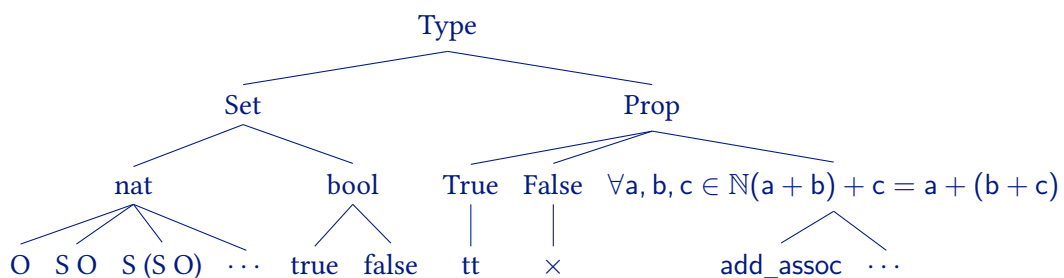 Type
Set Prop
nat bool True False ∀a, b, c ∈ ℕ(a + b) + c = a + (b + c)
O S O S (S O) ⋯ true false tt × add_assoc ⋯